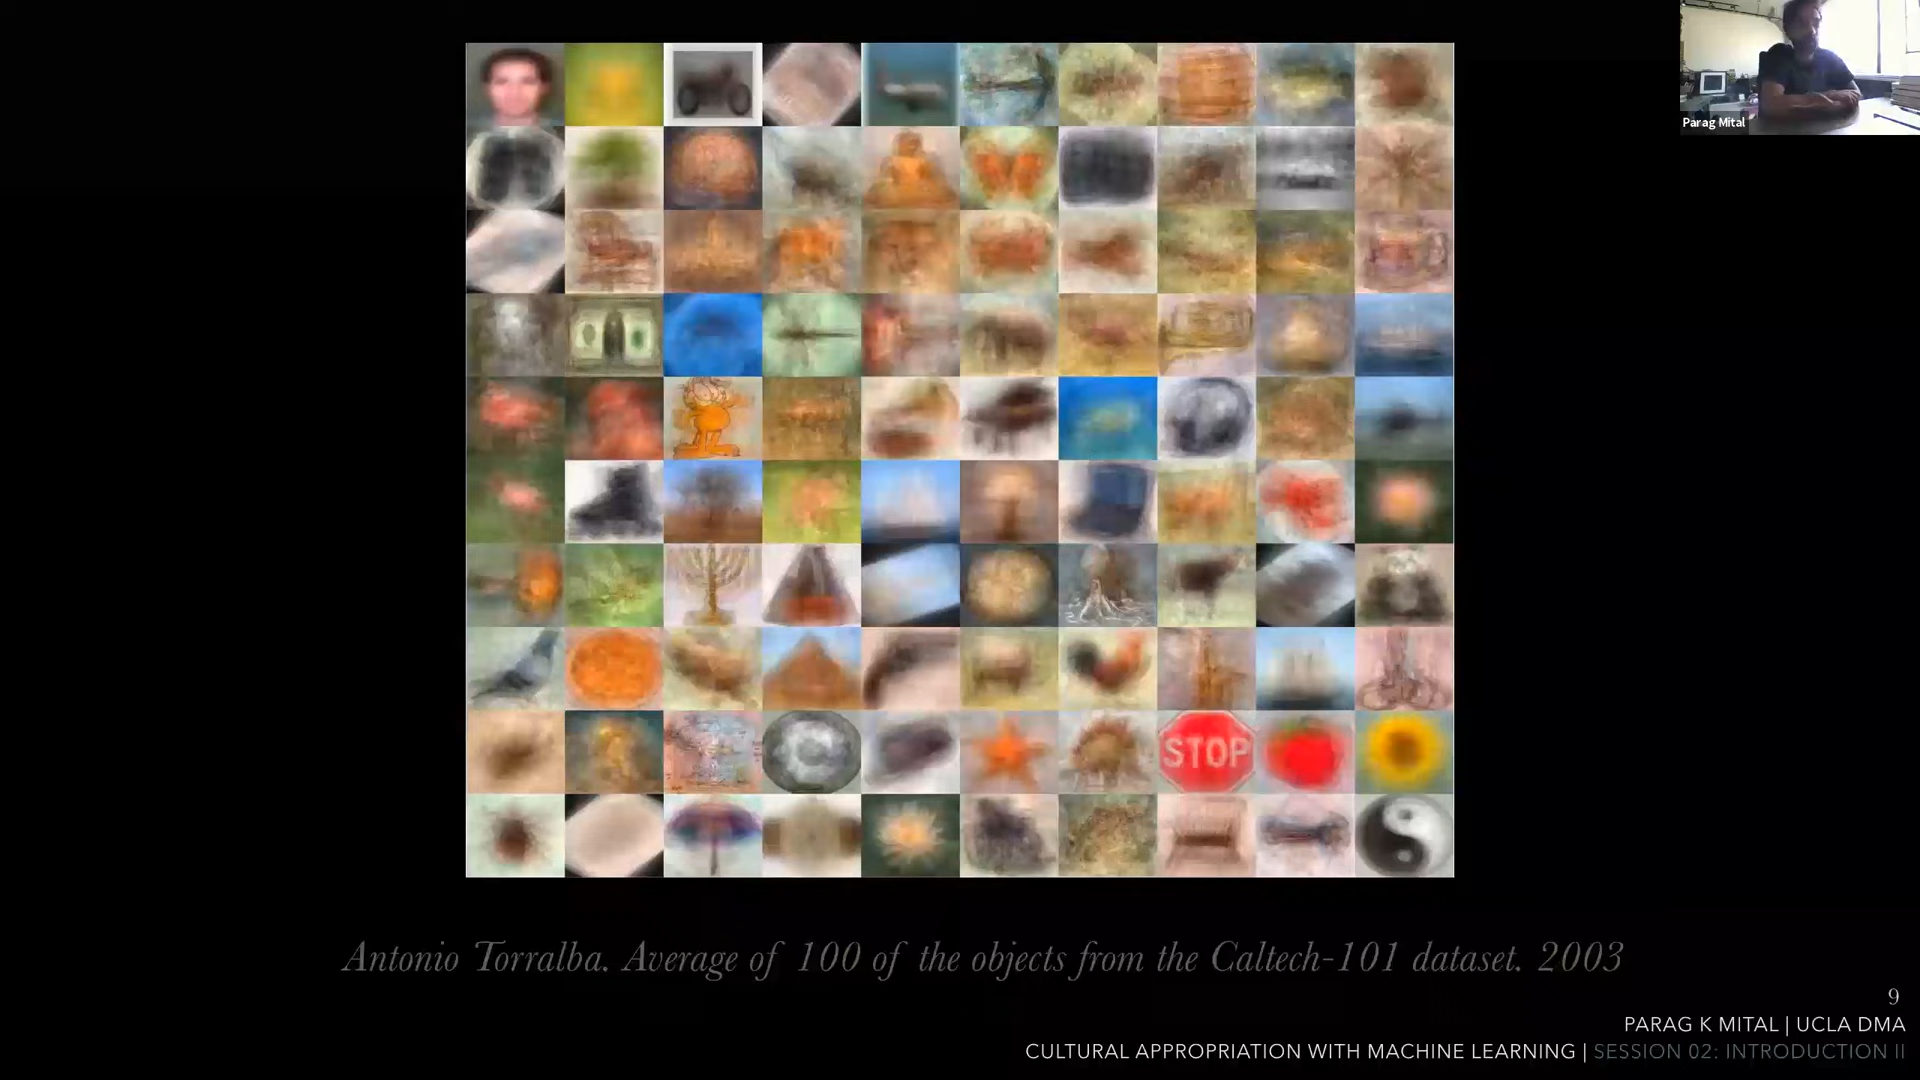 Parag Mital
STOP
Antonio Torralba. Average of 100 of the objects from the Caltech-101 dataset. 2003
9
PARAG K MITAL | UCLA DMA
CULTURAL APPROPRIATION WITH MACHINE LEARNING | SESSION 02: INTRODUCTION II